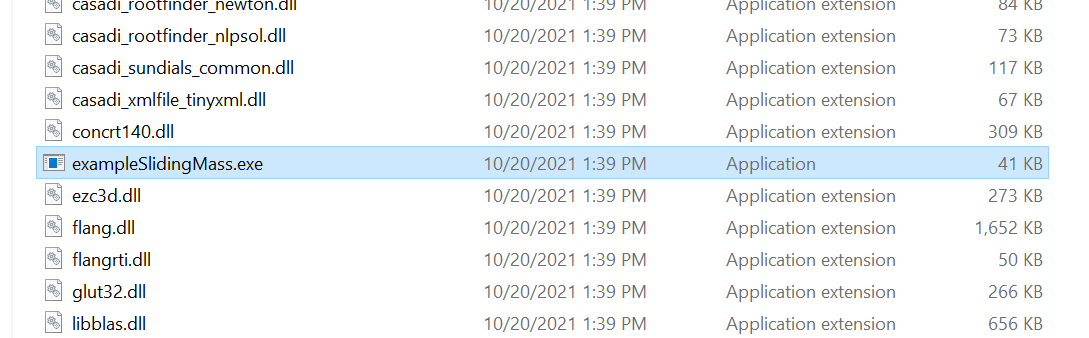 casadi_rootfinder_newton.dll 10/20/2021 1:39 PM Application extension 84 KB
casadi_rootfinder_nlpsol.dll 10/20/2021 1:39 PM Application extension 73 KB
casadi_sundials_common.dll 10/20/2021 1:39 PM Application extension 117 KB
casadi_xmlfile_tinyxml.dll 10/20/2021 1:39 PM Application extension 67 KB
concrt140.dll 10/20/2021 1:39 PM Application extension 309 KB
exampleSlidingMass.exe 10/20/2021 1:39 PM Application 41 KB
ezc3d.dll 10/20/2021 1:39 PM Application extension 273 KB
flang.dll 10/20/2021 1:39 PM Application extension 1,652 KB
flangrti.dll 10/20/2021 1:39 PM Application extension 50 KB
glut32.dll 10/20/2021 1:39 PM Application extension 266 KB
libblas.dll 10/20/2021 1:39 PM Application extension 656 KB